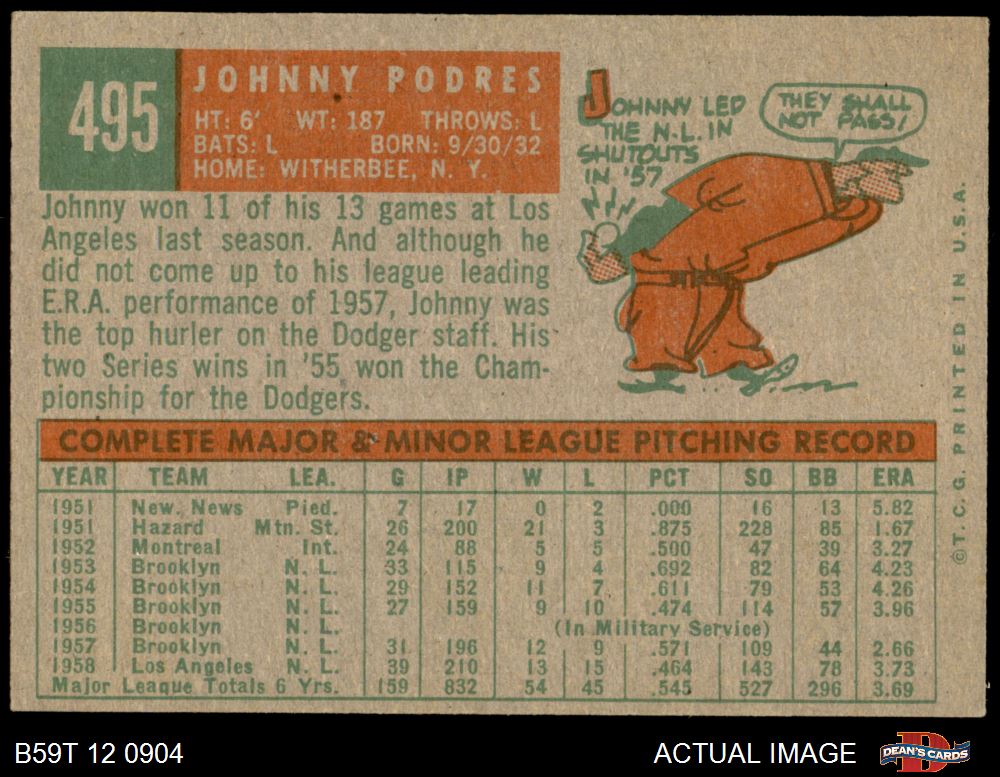 495
JOHNNY PODRES
HT: 6' WT: 187 THROWS: L
BATS: L BORN: 9/30/32
HOME: WITHERBEE, N. Y.
JOHNNY LED
THE N.L. IN
SHUTOUTS
IN '57
THEY SHALL
NOT PASS!
Johnny won 11 of his 13 games at Los
Angeles last season. And although he
did not come up to his league leading
E.R.A. performance of 1957, Johnny was
the top hurler on the Dodger staff. His
two Series wins in '55 won the Cham-
pionship for the Dodgers.
COMPLETE MAJOR & MINOR LEAGUE PITCHING RECORD
YEAR TEAM LEA. G IP W L PCT SO BB ERA
1951 New. News Pied. 7 17 0 2 .000 16 13 5.82
1951 Hazard Mtn. St. 26 200 21 3 .875 228 85 1.67
1952 Montreal Int. 24 88 5 5 .500 47 39 3.27
1953 Brooklyn N. L. 33 115 9 4 .692 82 64 4.23
1954 Brooklyn N. L. 29 152 11 7 .611 79 53 4.26
1955 Brooklyn N. L. 27 159 9 10 .474 114 57 3.96
1956 Brooklyn N. L. (In Military Service)
1957 Brooklyn N. L. 31 196 12 9 .571 109 44 2.66
1958 Los Angeles N. L. 39 210 13 15 .464 143 78 3.73
Major League Totals 6 Yrs. 159 832 54 45 .545 527 296 3.69
©T. C. G. PRINTED IN U.S.A.
B59T 12 0904
ACTUAL IMAGE
D
DEAN'S CARDS